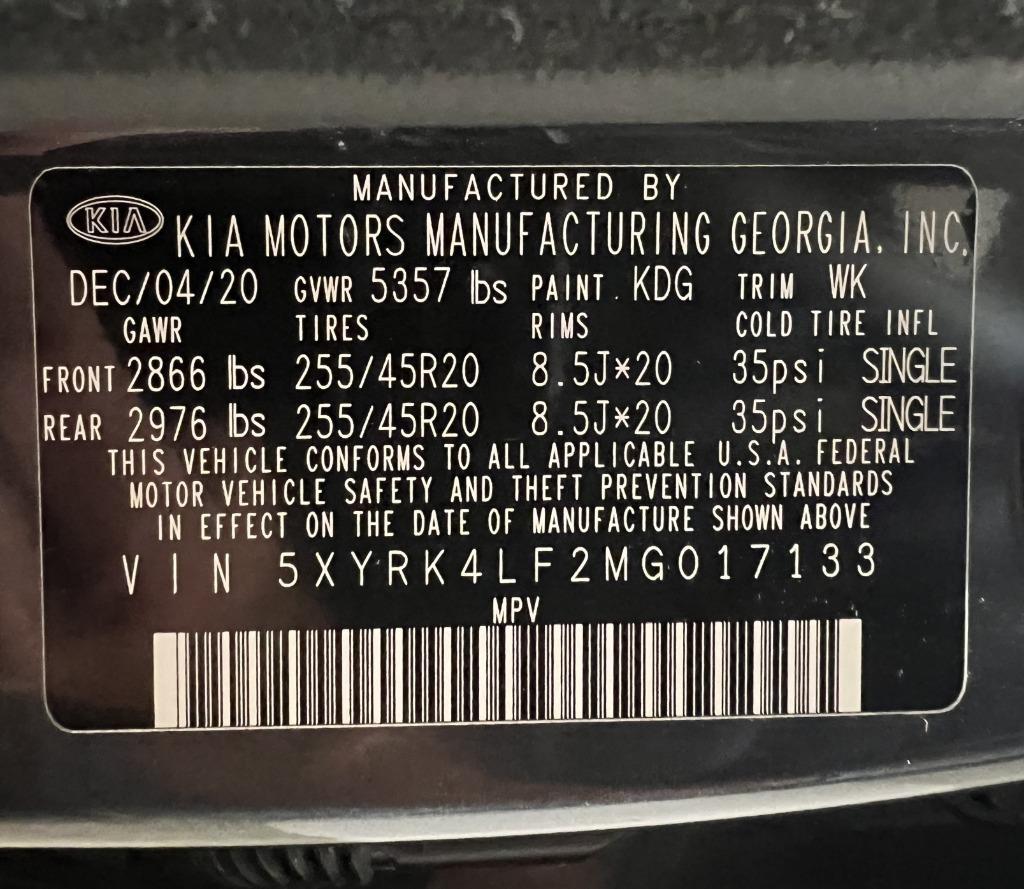 MANUFACTURED BY
KIA KIA MOTORS MANUFACTURING GEORGIA, INC.
DEC/04/20 GVWR 5357 lbs PAINT. KDG TRIM WK
GAWR TIRES RIMS COLD TIRE INFL
FRONT 2866 lbs 255/45R20 8.5J*20 35psi SINGLE
REAR 2976 lbs 255/45R20 8.5J*20 35psi SINGLE
THIS VEHICLE CONFORMS TO ALL APPLICABLE U.S.A. FEDERAL
MOTOR VEHICLE SAFETY AND THEFT PREVENTION STANDARDS
IN EFFECT ON THE DATE OF MANUFACTURE SHOWN ABOVE
VIN 5XYRK4LF2MG017133
MPV